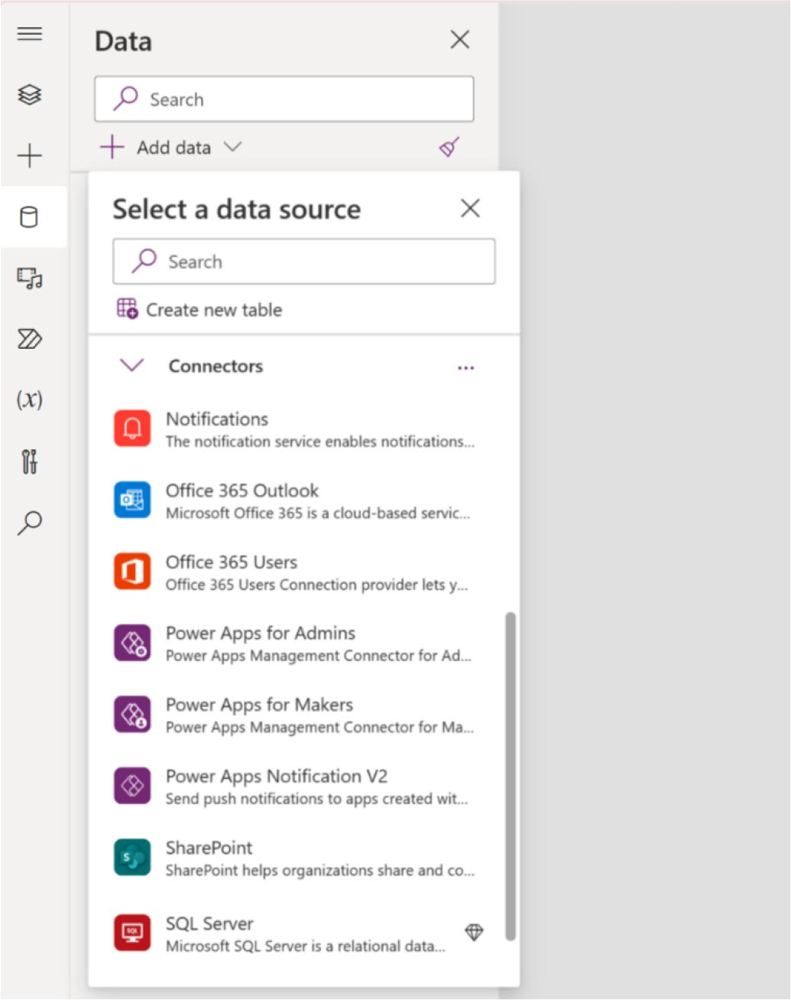 Data
Search
Add data
Select a data source
Search
Create new table
Connectors
...
(x)
Notifications
The notification service enables notifications...
Office 365 Outlook
Microsoft Office 365 is a cloud-based servic...
Office 365 Users
Office 365 Users Connection provider lets y...
Power Apps for Admins
Power Apps Management Connector for Ad...
Power Apps for Makers
Power Apps Management Connector for Ma...
Power Apps Notification V2
Send push notifications to apps created wit...
SharePoint
SharePoint helps organizations share and co...
SQL Server
Microsoft SQL Server is a relational data...